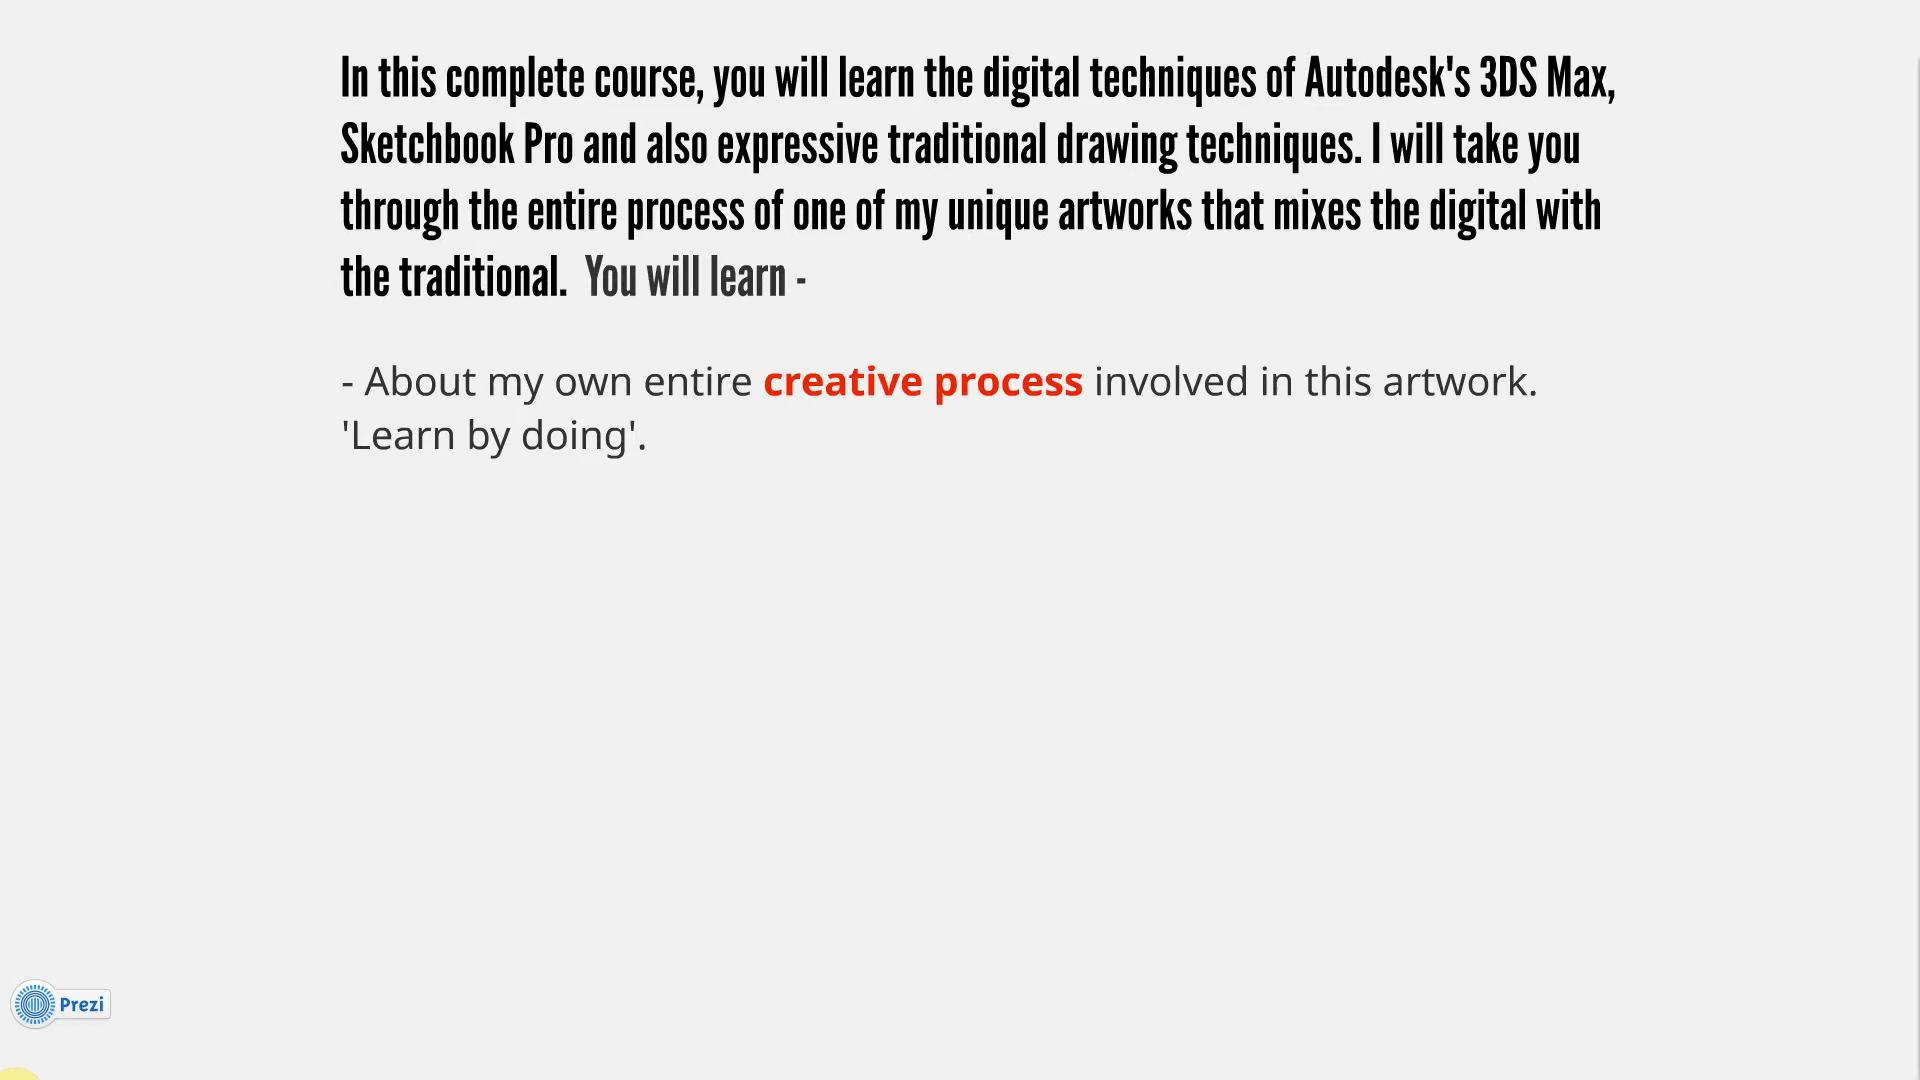 In this complete course, you will learn the digital techniques of Autodesk's 3DS Max,
Sketchbook Pro and also expressive traditional drawing techniques. I will take you
through the entire process of one of my unique artworks that mixes the digital with
the traditional.  You will learn -
- About my own entire creative process involved in this artwork.
'Learn by doing'.
Prezi